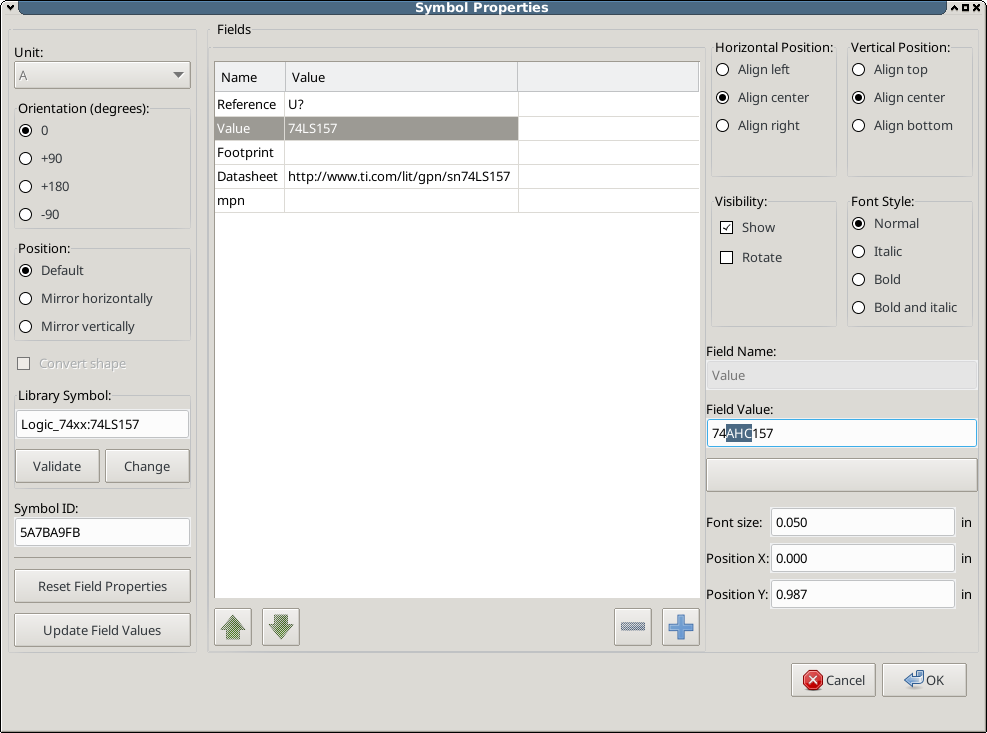 Symbol Properties
Unit:
A
Orientation (degrees):
0
+90
+180
-90
Position:
Default
Mirror horizontally
Mirror vertically
Convert shape
Library Symbol:
Logic_74xx:74LS157
Validate Change
Symbol ID:
5A7BA9FB
Reset Field Properties
Update Field Values
Fields
Name Value
Reference U?
Value 74LS157
Footprint
Datasheet http://www.ti.com/lit/gpn/sn74LS157
mpn
Horizontal Position:
Align left
Align center
Align right
Vertical Position:
Align top
Align center
Align bottom
Visibility:
Show
Rotate
Font Style:
Normal
Italic
Bold
Bold and italic
Field Name:
Value
Field Value:
74AHC157
Font size: 0.050 in
Position X: 0.000 in
Position Y: 0.987 in
Cancel OK